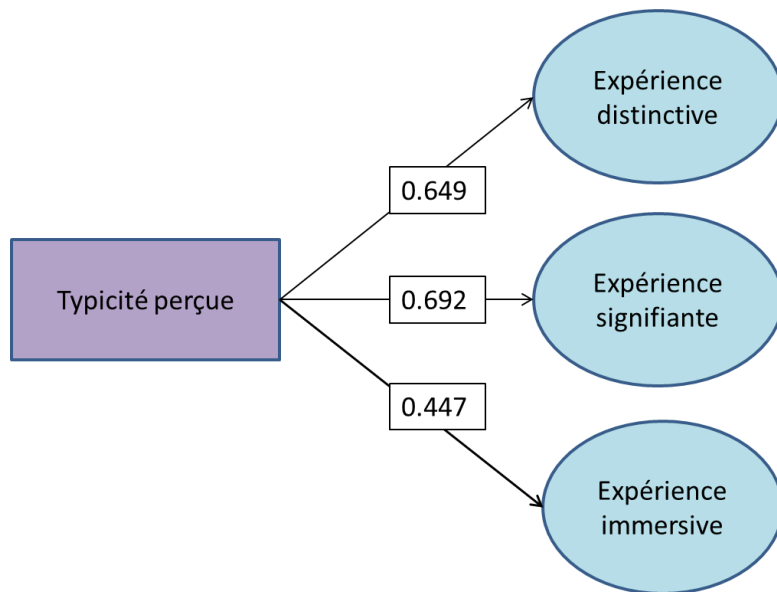 Expérience
distinctive
0.649
Typicité perçue
0.692
Expérience
signifiante
0.447
Expérience
immersive